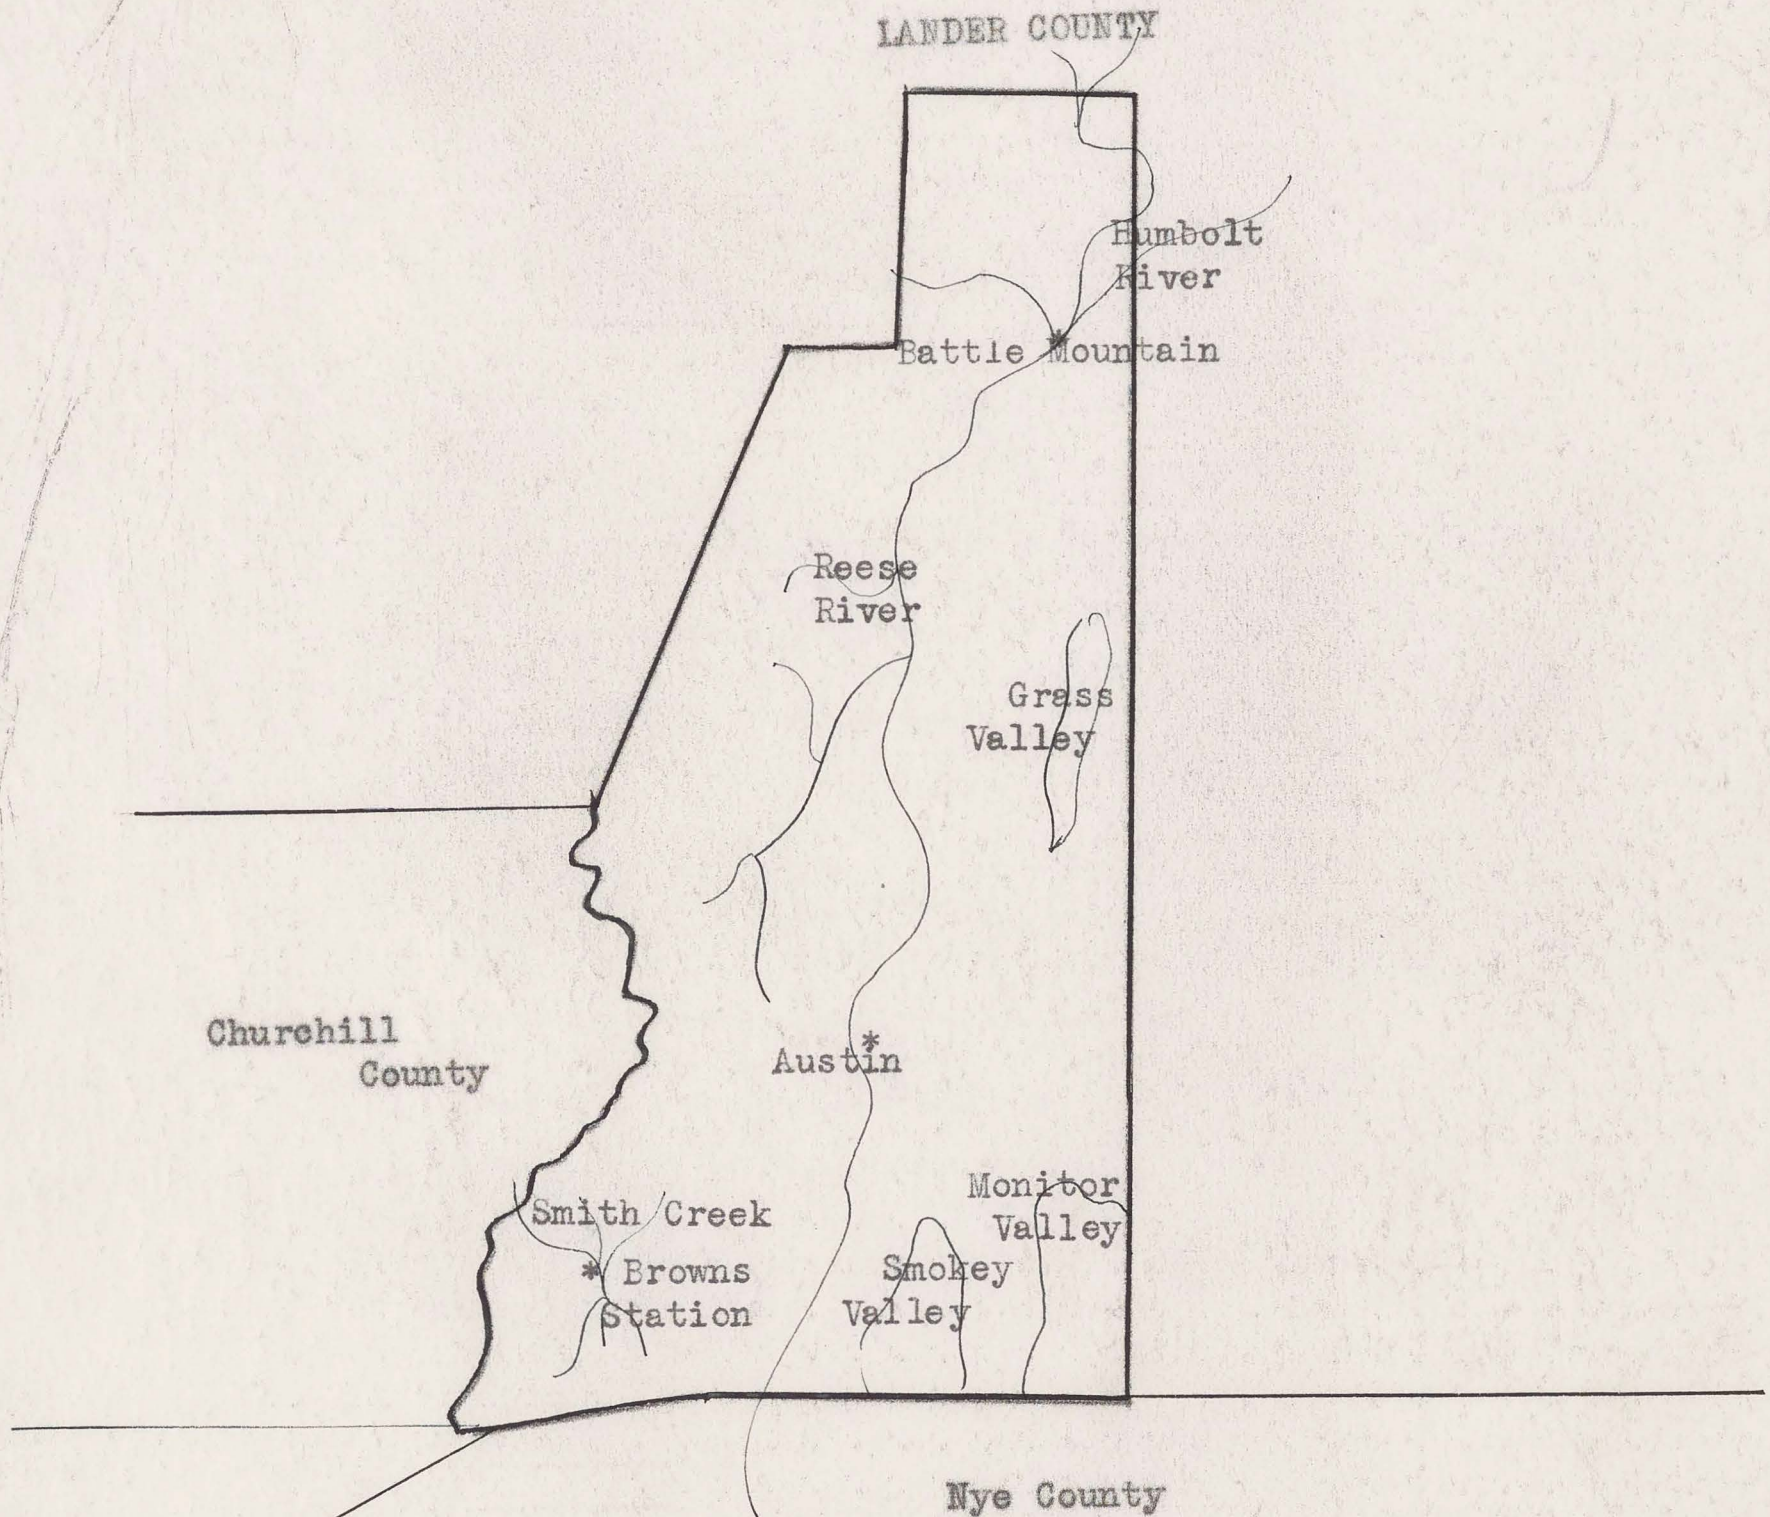 LANDER COUNTY
Humbolt
River
Battle Mountain
Reese
River
Grass
Valley
Churchill
County
*
Austin
Monitor
Valley
Smith Creek
* Browns
Station
Smokey
Valley
Nye County